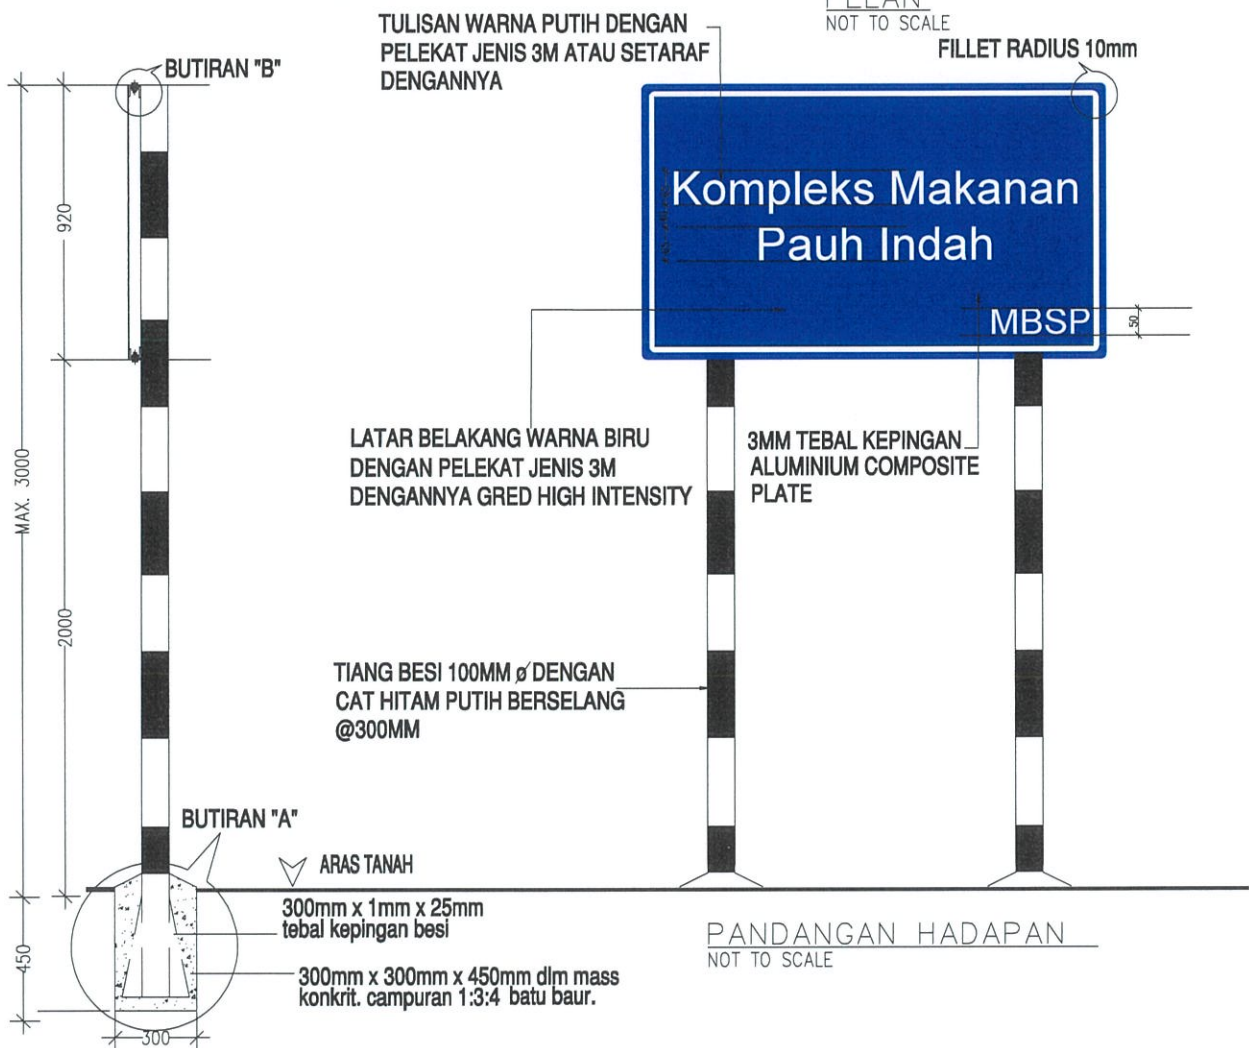 PELAN
NOT TO SCALE
TULISAN WARNA PUTIH DENGAN
PELEKAT JENIS 3M ATAU SETARAF
DENGANNYA
FILLET RADIUS 10mm
BUTIRAN "B"
Kompleks Makanan
Pauh Indah
MBSP
50
920
MAX. 3000
2000
450
300
LATAR BELAKANG WARNA BIRU
DENGAN PELEKAT JENIS 3M
DENGANNYA GRED HIGH INTENSITY
3MM TEBAL KEPINGAN
ALUMINIUM COMPOSITE
PLATE
TIANG BESI 100MM ø DENGAN
CAT HITAM PUTIH BERSELANG
@300MM
BUTIRAN "A"
ARAS TANAH
300mm x 1mm x 25mm
tebal kepingan besi
300mm x 300mm x 450mm dlm mass
konkrit. campuran 1:3:4 batu baur.
PANDANGAN HADAPAN
NOT TO SCALE